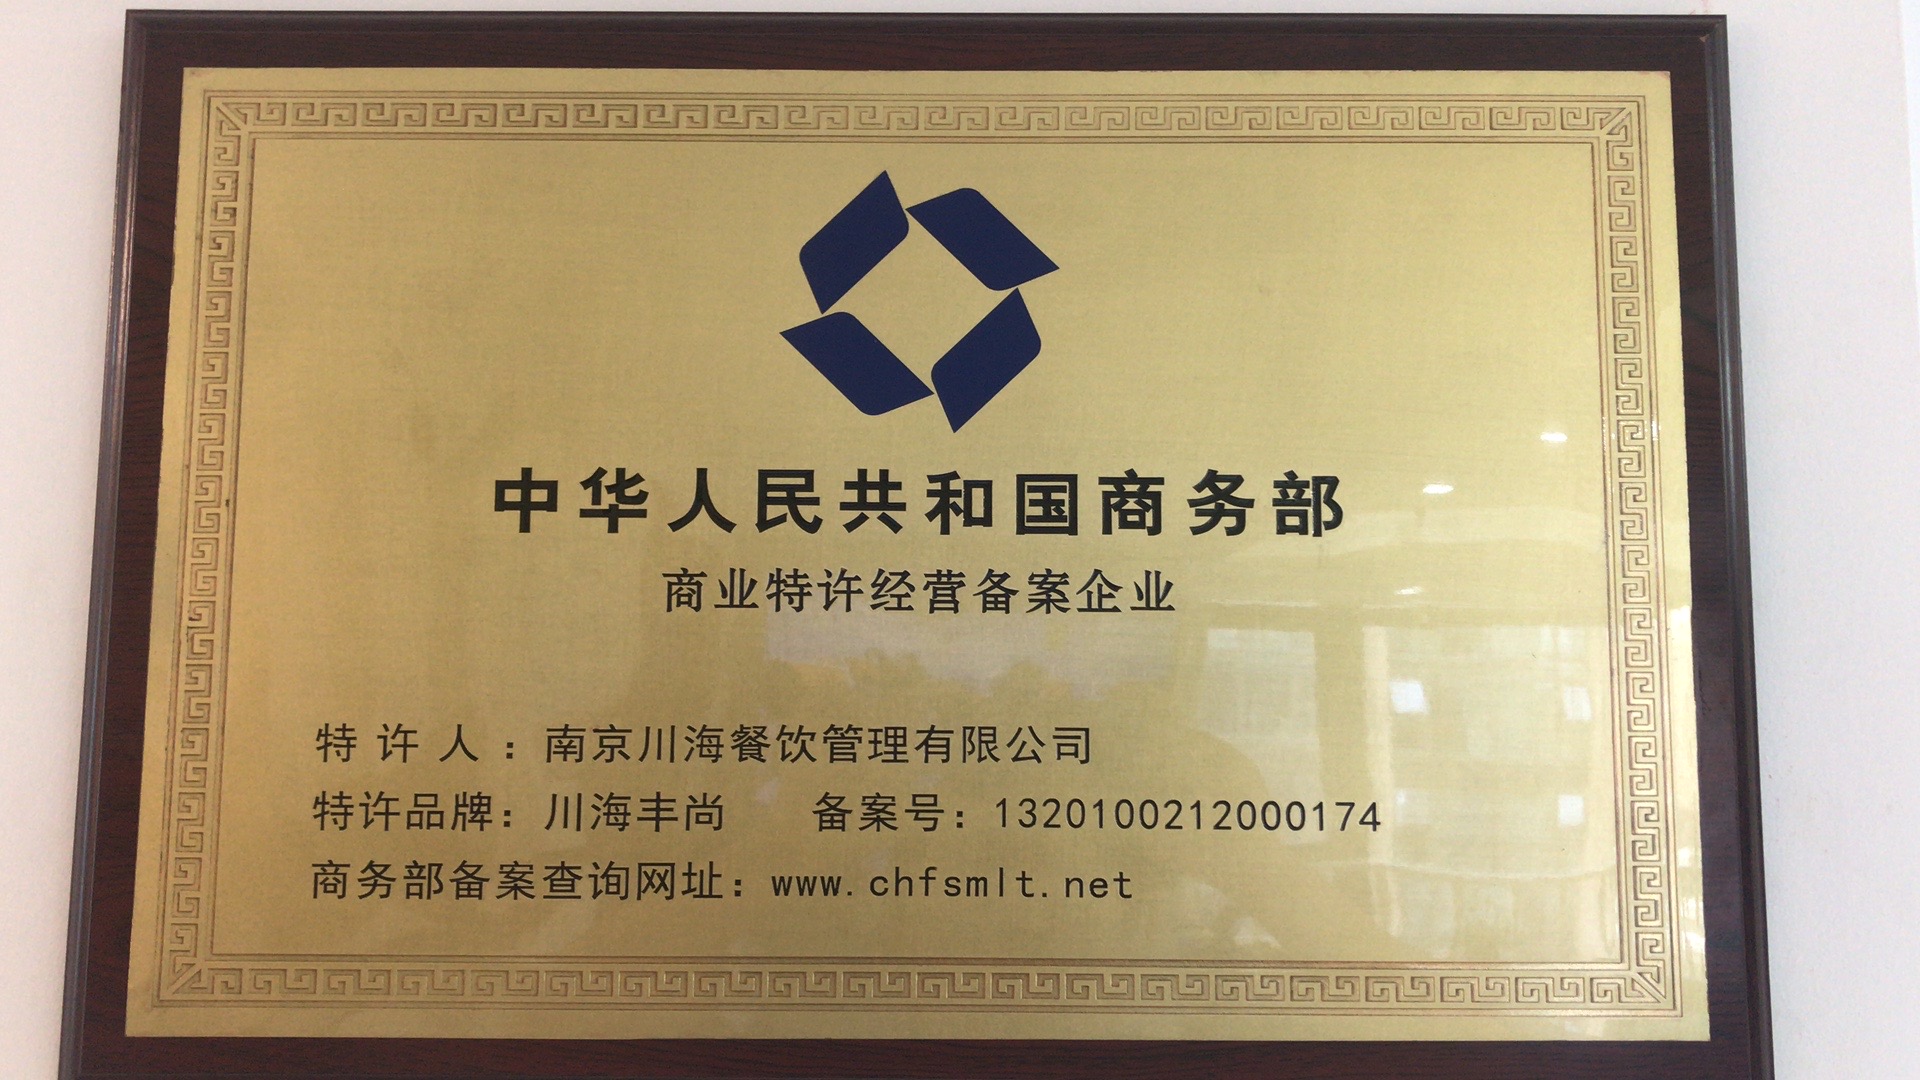 中华人民共和国商务部
商业特许经营备案企业
特许人：南京川海餐饮管理有限公司
特许品牌：川海丰尚 备案号：1320100212000174
商务部备案查询网址：www.chfsmlt.net